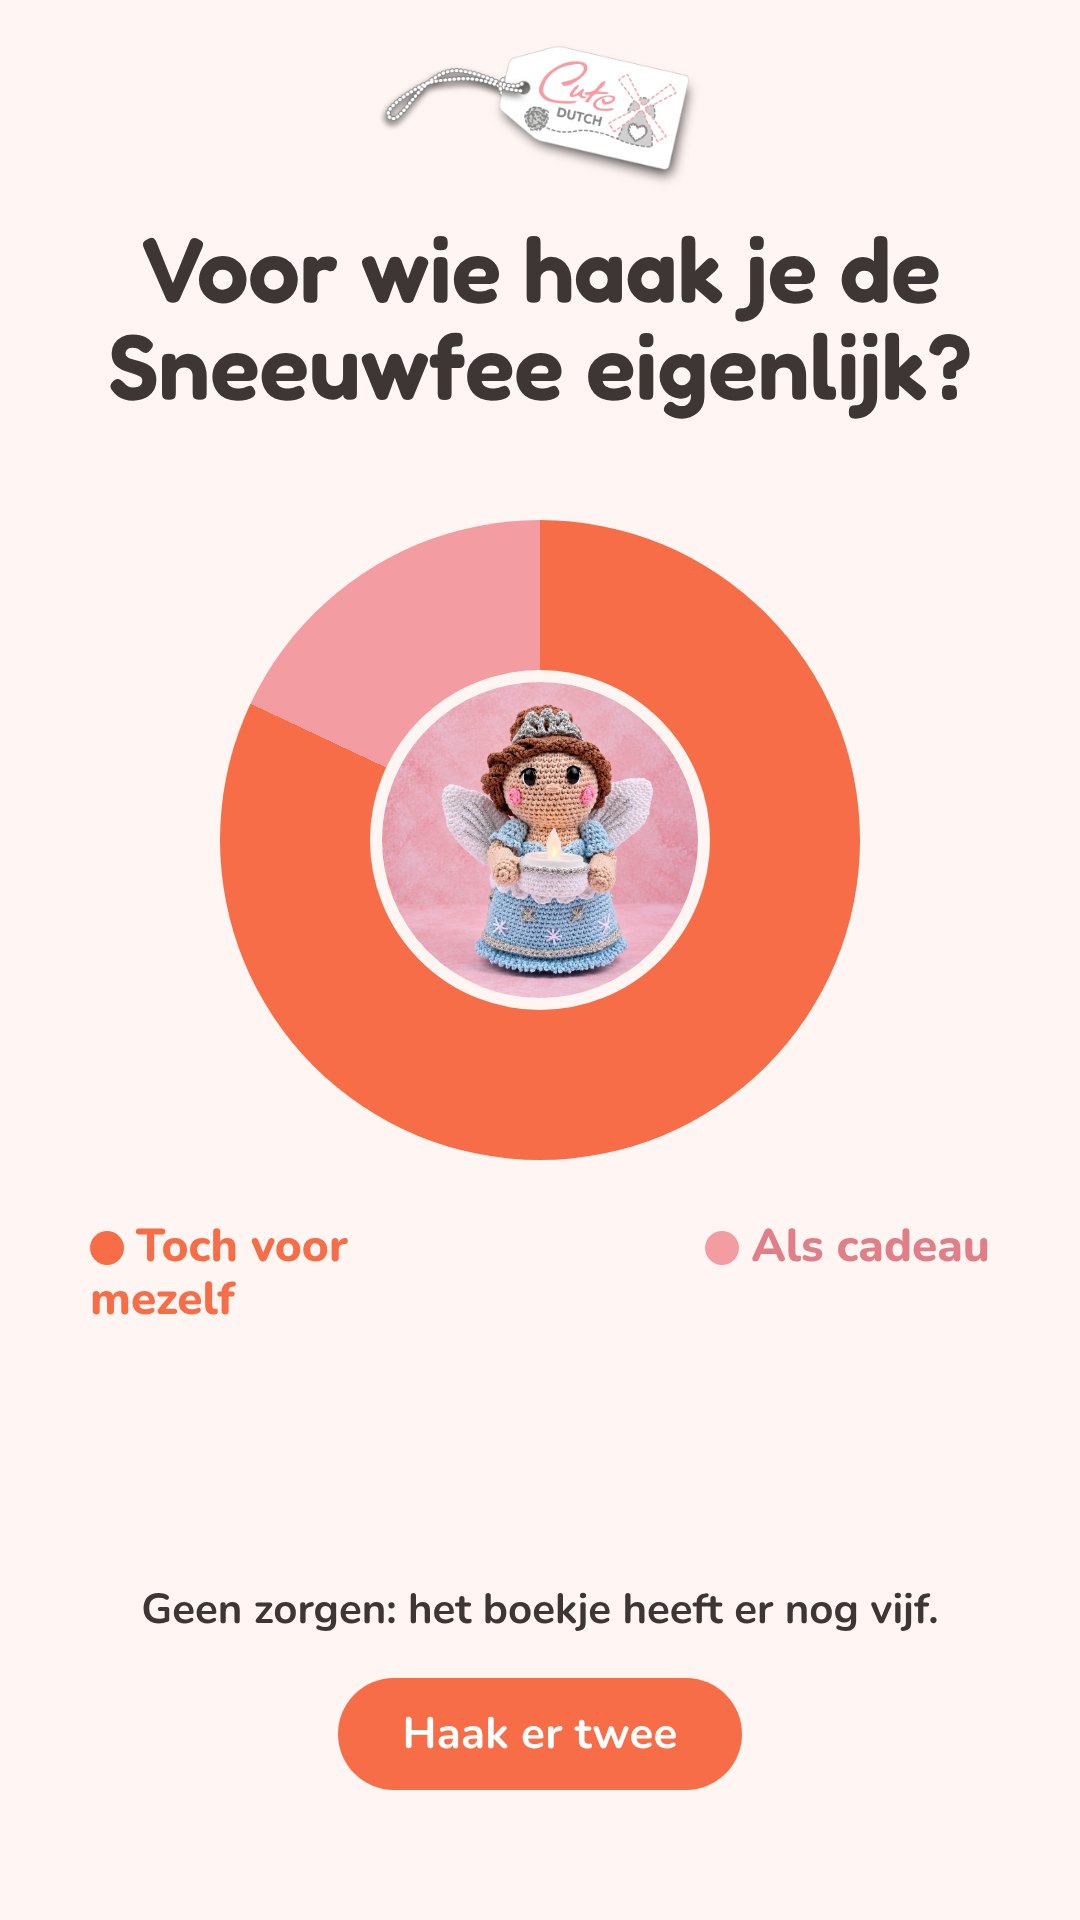 Cute
DUTCH
Voor wie haak je de
Sneeuwfee eigenlijk?
Toch voor
mezelf
Als cadeau
Geen zorgen: het boekje heeft er nog vijf.
Haak er twee